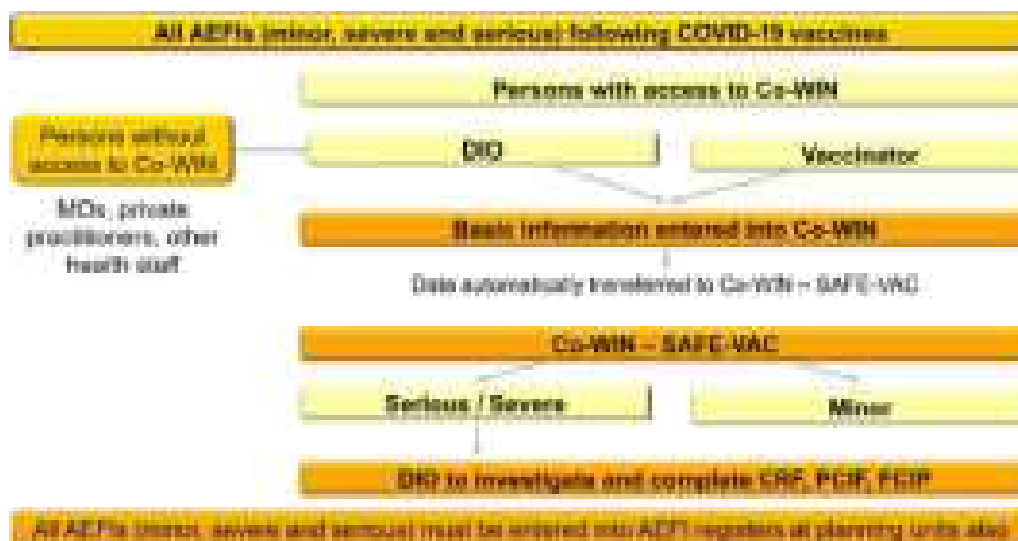 All AEFIs (minor, severe and serious) following COVID-19 vaccines
Persons with access to Co-WIN
Persons without
access to Co-WIN
DIO
Vaccinator
MOs, private
practitioners, other
health staff
Basic information entered into Co-WIN
Data automatically transferred to Co-WIN – SAFE-VAC
Co-WIN – SAFE-VAC
Serious / Severe
Minor
DIO to investigate and complete CRF, PCIF, FCIF
All AEFIs (minor, severe and serious) must be entered into AEFI registers at planning units also